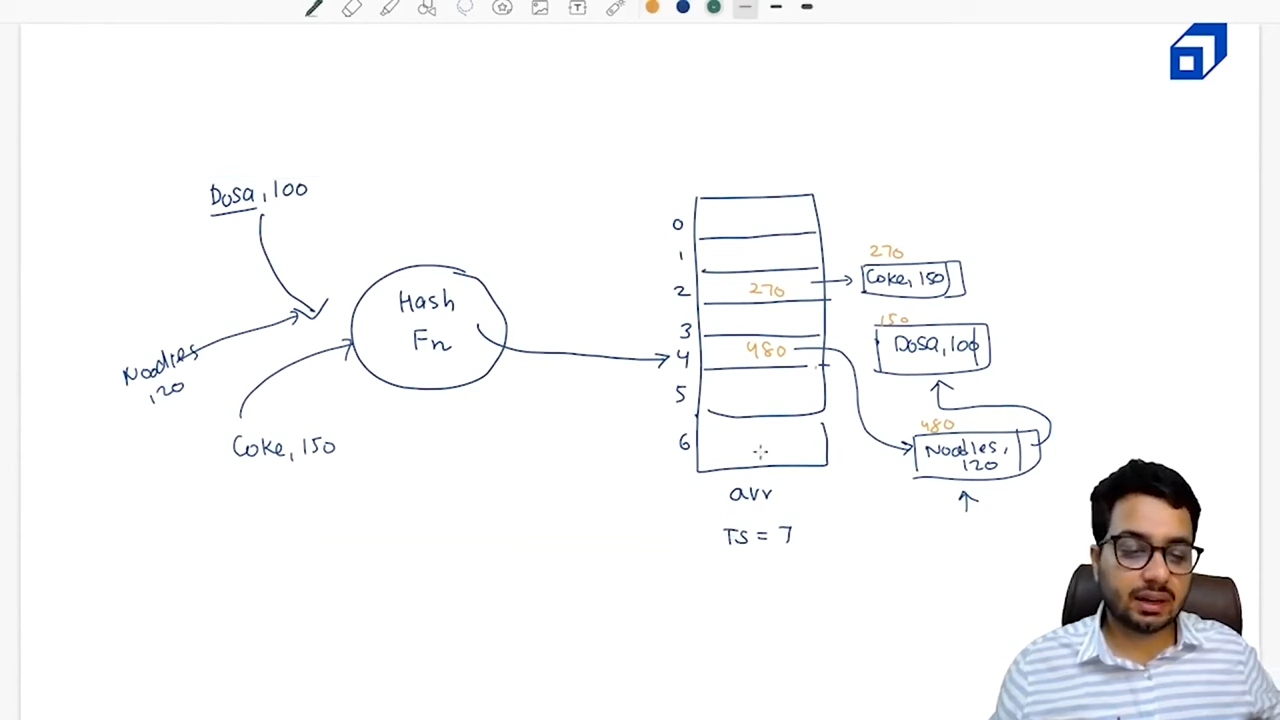 Dosa, 100
Noodles
, 120
Coke, 150
Hash
Fn
0
1
2
3
4
5
6
270
480
arr
TS = 7
270
Coke, 150
150
Dosa, 100
480
Noodles,
120